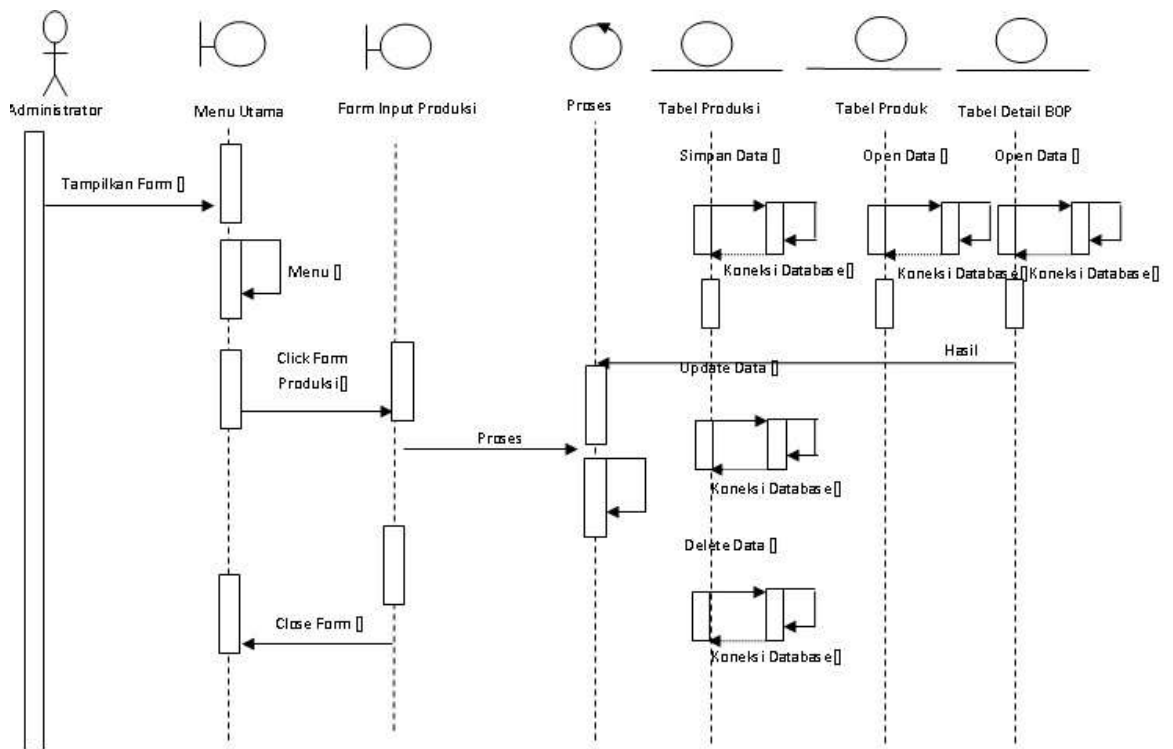 Administrator
Menu Utama
Form Input Produksi
Proses
Tabel Produksi
Tabel Produk
Tabel Detail BOP
Simpan Data []
Open Data []
Open Data []
Tampilkan Form []
Koneksi Database[]
Koneksi Database[]
Koneksi Database[]
Menu []
Hasil
Click Form
Produksi[]
Update Data []
Proses
Koneksi Database[]
Delete Data []
Close Form []
Koneksi Database[]